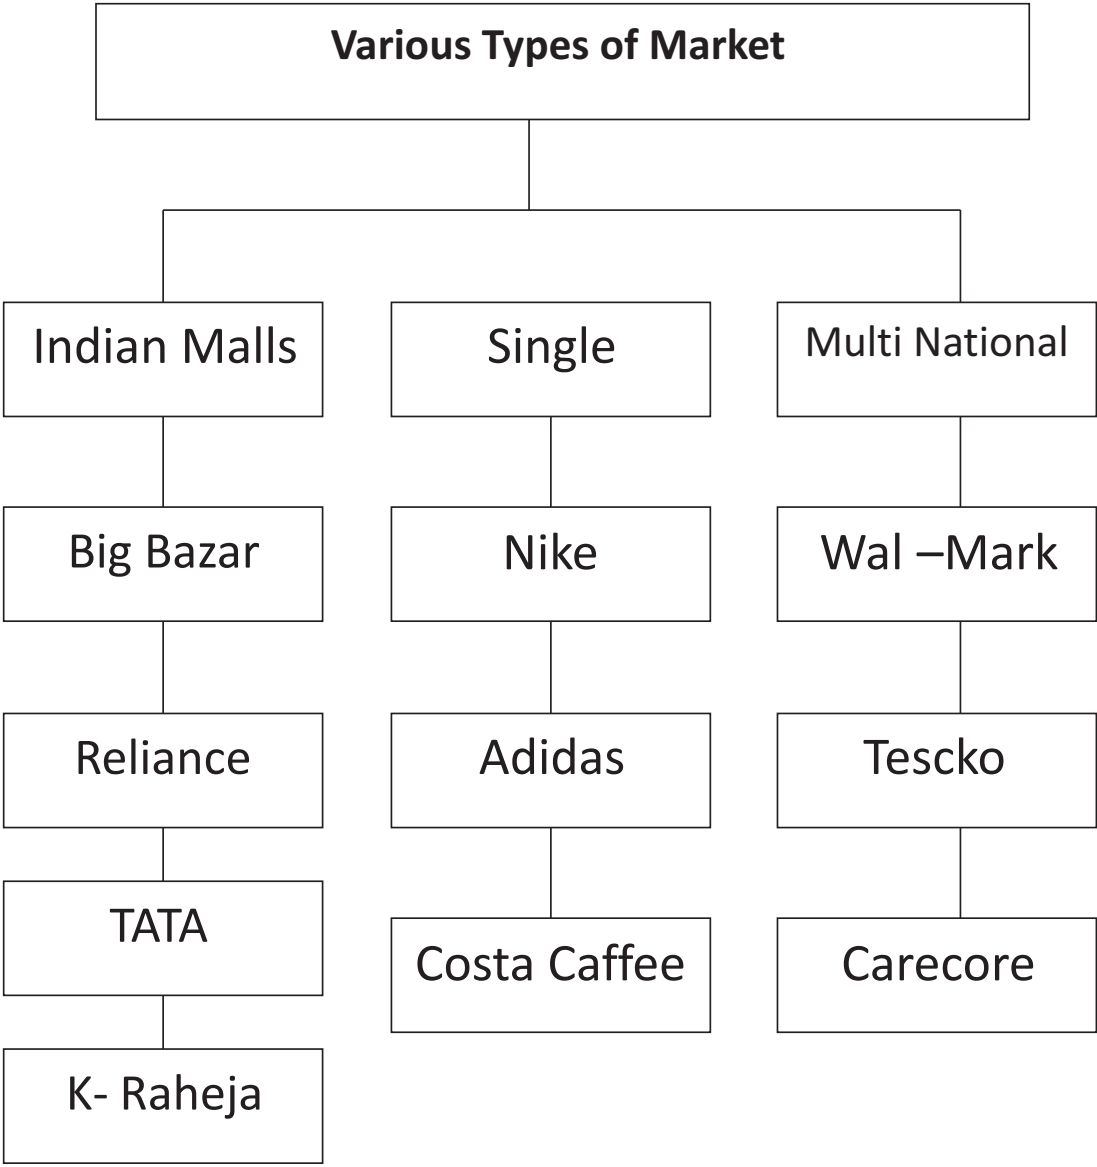 Various Types of Market
Indian Malls
Single
Multi National
Big Bazar
Nike
Wal –Mark
Reliance
Adidas
Tescko
TATA
Costa Caffee
Carecore
K- Raheja